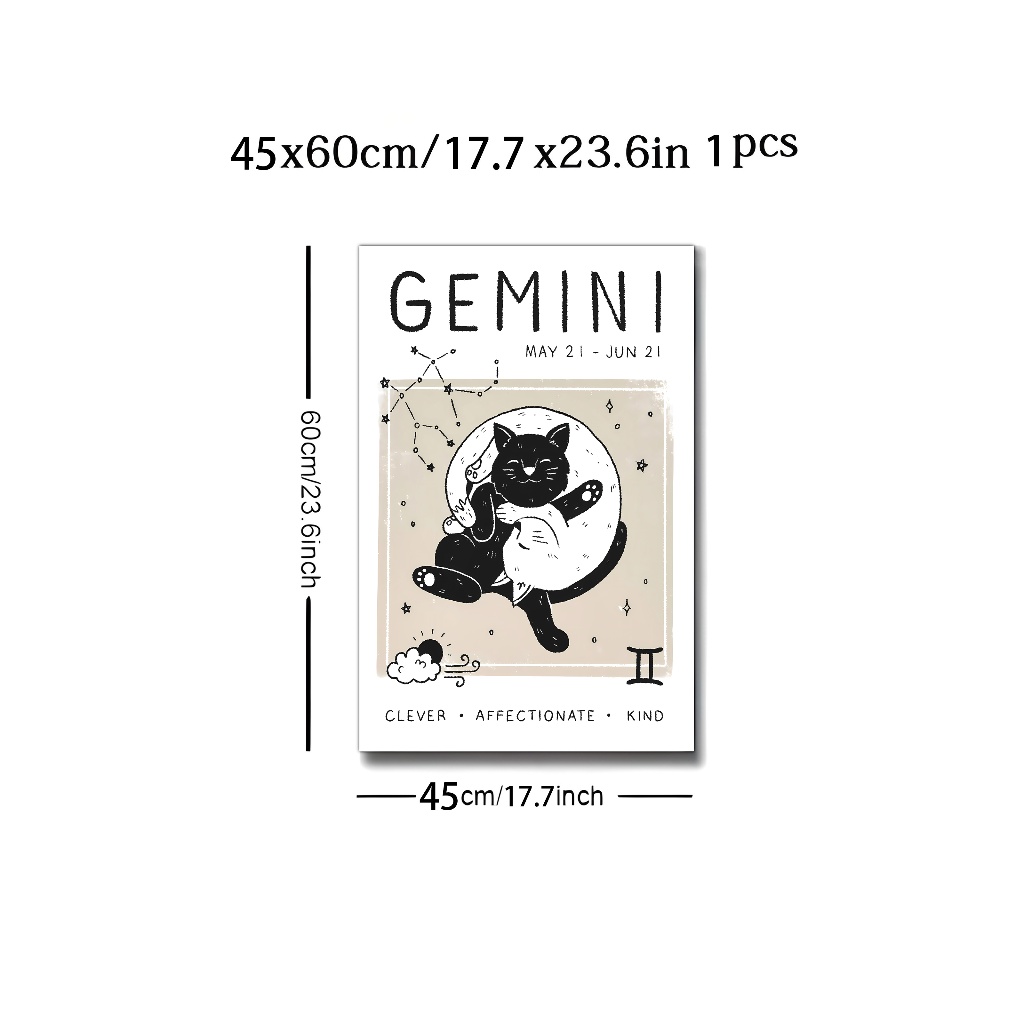 45x60cm/17.7 x23.6in 1pcs
GEMINI
MAY 21 - JUN 21
60cm/23.6inch
CLEVER • AFFECTIONATE • KIND
45cm/17.7inch